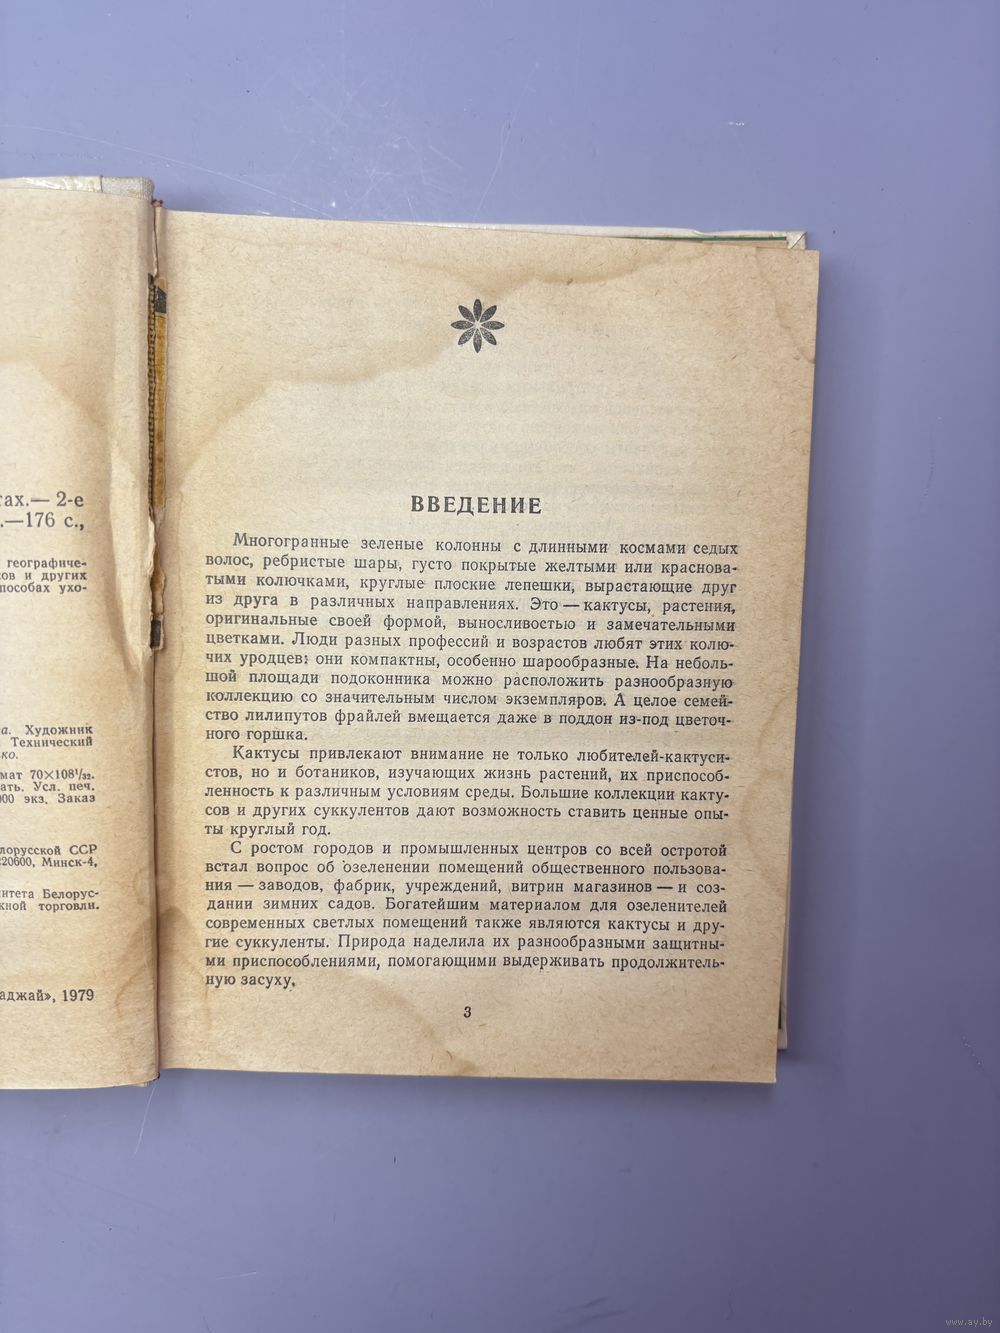 тах.— 2-е
.—176 с.,
географиче-
ов и других
пособах ухо-
а. Художник
Технический
ко.
мат 70×108¹/₃₂.
ать. Усл. печ.
000 экз. Заказ
лорусской ССР
220600, Минск-4,
итета Белорус-
жной торговли.
аджай», 1979
ВВЕДЕНИЕ
Многогранные зеленые колонны с длинными космами седых
волос, ребристые шары, густо покрытые желтыми или краснова-
тыми колючками, круглые плоские лепешки, вырастающие друг
из друга в различных направлениях. Это — кактусы, растения,
оригинальные своей формой, выносливостью и замечательными
цветками. Люди разных профессий и возрастов любят этих колю-
чих уродцев: они компактны, особенно шарообразные. На неболь-
шой площади подоконника можно расположить разнообразную
коллекцию со значительным числом экземпляров. А целое семей-
ство лилипутов фрайлей вмещается даже в поддон из-под цветоч-
ного горшка.
Кактусы привлекают внимание не только любителей-кактуси-
стов, но и ботаников, изучающих жизнь растений, их приспособ-
ленность к различным условиям среды. Большие коллекции какту-
сов и других суккулентов дают возможность ставить ценные опы-
ты круглый год.
С ростом городов и промышленных центров со всей остротой
встал вопрос об озеленении помещений общественного пользова-
ния — заводов, фабрик, учреждений, витрин магазинов — и соз-
дании зимних садов. Богатейшим материалом для озеленителей
современных светлых помещений также являются кактусы и дру-
гие суккуленты. Природа наделила их разнообразными защитны-
ми приспособлениями, помогающими выдерживать продолжитель-
ную засуху.
3
www.ay.by